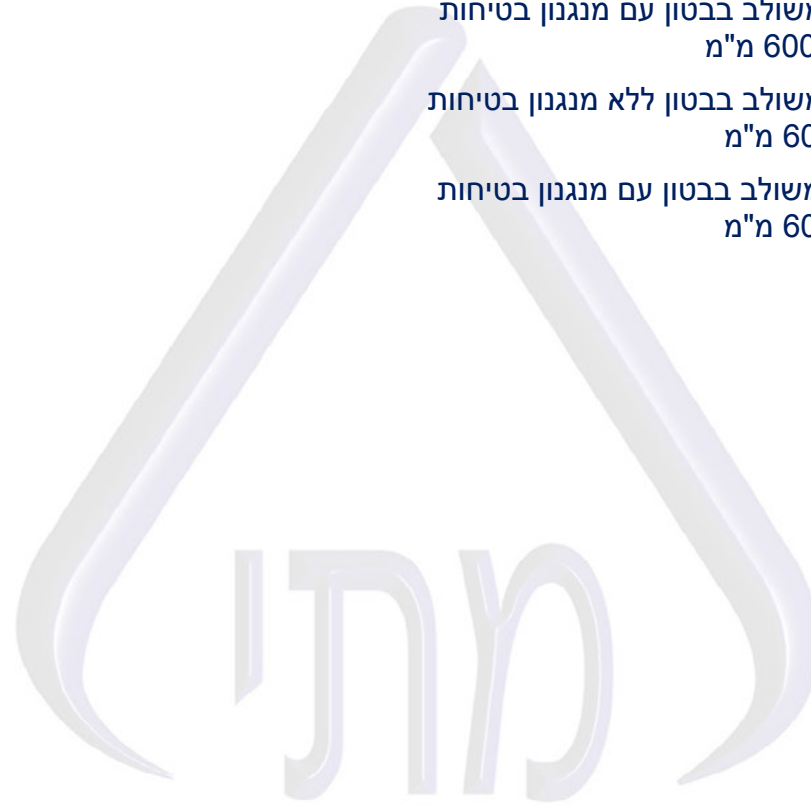 משולב בבטון עם מנגנון בטיחות
600 מ"מ
משולב בבטון ללא מנגנון בטיחות
60 מ"מ
משולב בבטון עם מנגנון בטיחות
60 מ"מ
מתי